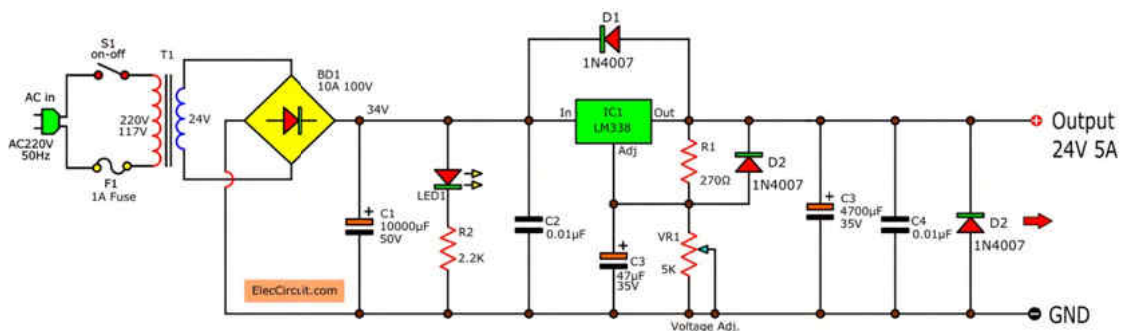 S1
on-off
T1
AC in
AC220V
50Hz
F1
1A Fuse
220V
117V
24V
BD1
10A 100V
34V
C1
10000µF
50V
LED1
R2
2.2K
C2
0.01µF
D1
1N4007
In
IC1
LM338
Out
Adj
R1
270Ω
D2
1N4007
C3
47µF
35V
VR1
5K
Voltage Adj.
C3
4700µF
35V
C4
0.01µF
D2
1N4007
Output
24V 5A
GND
ElecCircuit.com